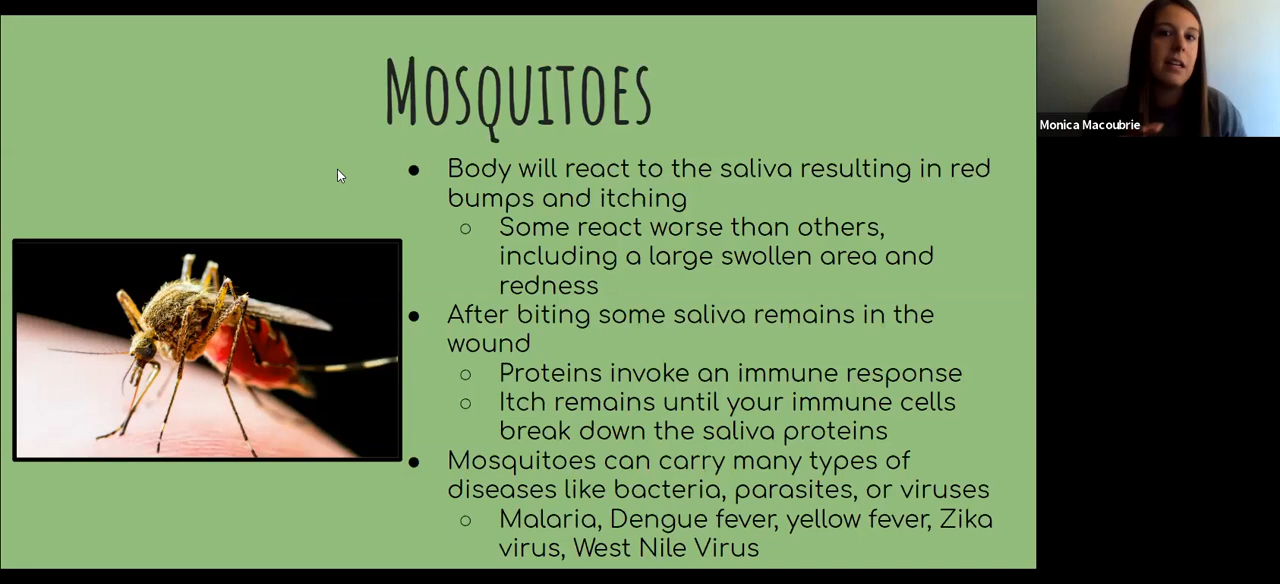 Mosquitoes
● Body will react to the saliva resulting in red
bumps and itching
○ Some react worse than others,
including a large swollen area and
redness
● After biting some saliva remains in the
wound
○ Proteins invoke an immune response
○ Itch remains until your immune cells
break down the saliva proteins
● Mosquitoes can carry many types of
diseases like bacteria, parasites, or viruses
○ Malaria, Dengue fever, yellow fever, Zika
virus, West Nile Virus
Monica Macoubrie